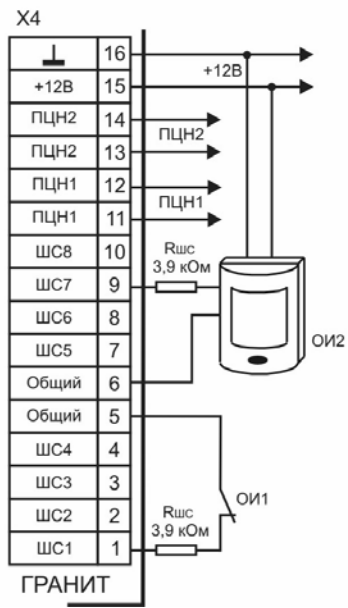 X4
⊥ 16
+12В 15
+12В
ПЦН2 14
ПЦН2
ПЦН2 13
ПЦН1 12
ПЦН1
ПЦН1 11
ШС8 10
Rшс
3,9 кОм
ШС7 9
ШС6 8
ОИ2
ШС5 7
Общий 6
Общий 5
ШС4 4
ШС3 3
ОИ1
ШС2 2
Rшс
3,9 кОм
ШС1 1
ГРАНИТ